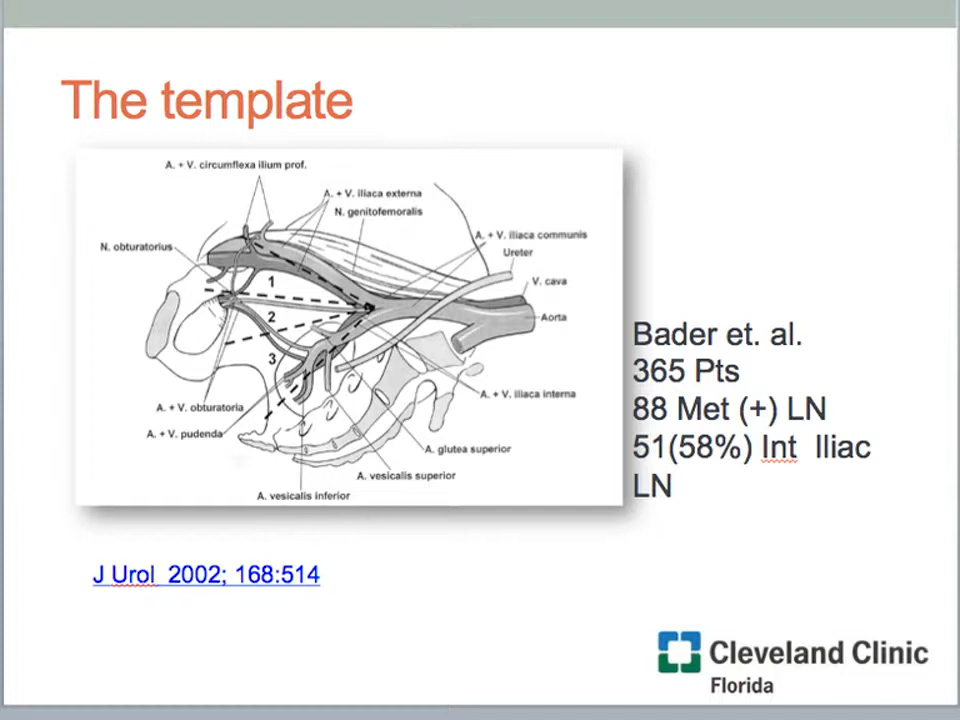 The template
A. + V. circumflexa ilium prof.
A. + V. iliaca externa
N. genitofemoralis
A. + V. iliaca communis
N. obturatorius
Ureter
V. cava
1
Aorta
2
3
A. + V. iliaca interna
A. + V. obturatoria
A. + V. pudenda
A. glutea superior
A. vesicalis superior
A. vesicalis inferior
Bader et. al.
365 Pts
88 Met (+) LN
51(58%) Int Iliac
LN
J Urol 2002; 168:514
Cleveland Clinic
Florida